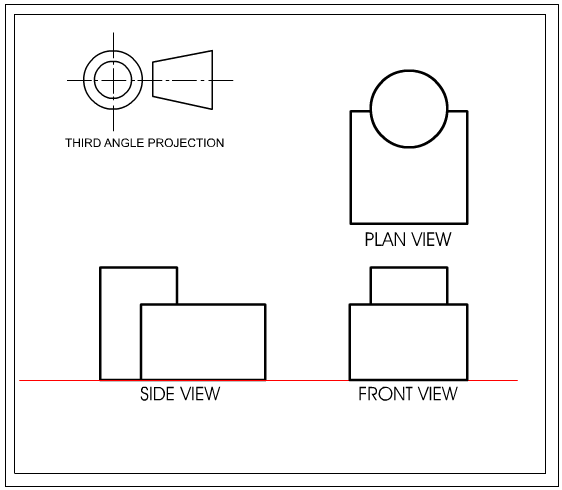 THIRD ANGLE PROJECTION
PLAN VIEW
SIDE VIEW
FRONT VIEW